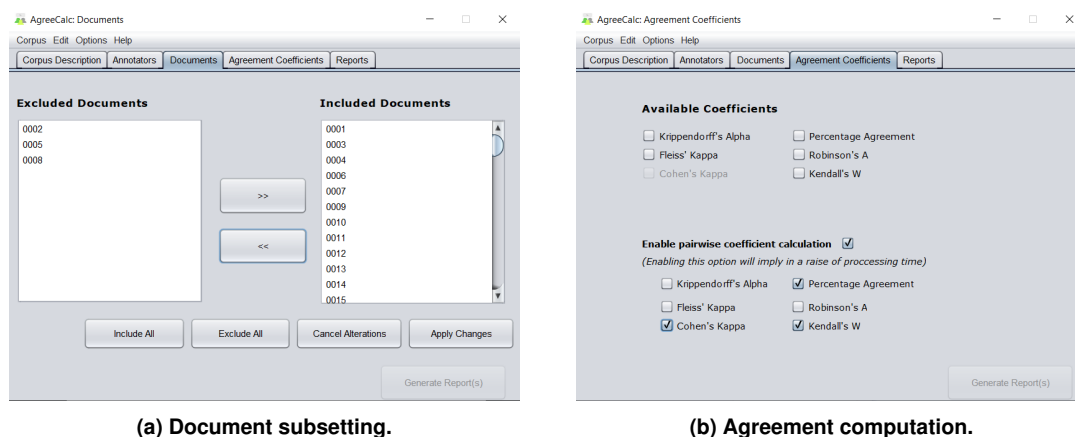 AgreeCalc: Documents
Corpus Edit Options Help
Corpus Description Annotators Documents Agreement Coefficients Reports
Excluded Documents
0002
0005
0008
Included Documents
0001
0003
0004
0006
0007
0009
0010
0011
0012
0013
0014
0015
>>
<<
Include All Exclude All Cancel Alterations Apply Changes
Generate Report(s)
(a) Document subsetting.
AgreeCalc: Agreement Coefficients
Corpus Edit Options Help
Corpus Description Annotators Documents Agreement Coefficients Reports
Available Coefficients
Krippendorff's Alpha Percentage Agreement
Fleiss' Kappa Robinson's A
Cohen's Kappa Kendall's W
Enable pairwise coefficient calculation
(Enabling this option will imply in a raise of proccessing time)
Krippendorff's Alpha Percentage Agreement
Fleiss' Kappa Robinson's A
Cohen's Kappa Kendall's W
Generate Report(s)
(b) Agreement computation.